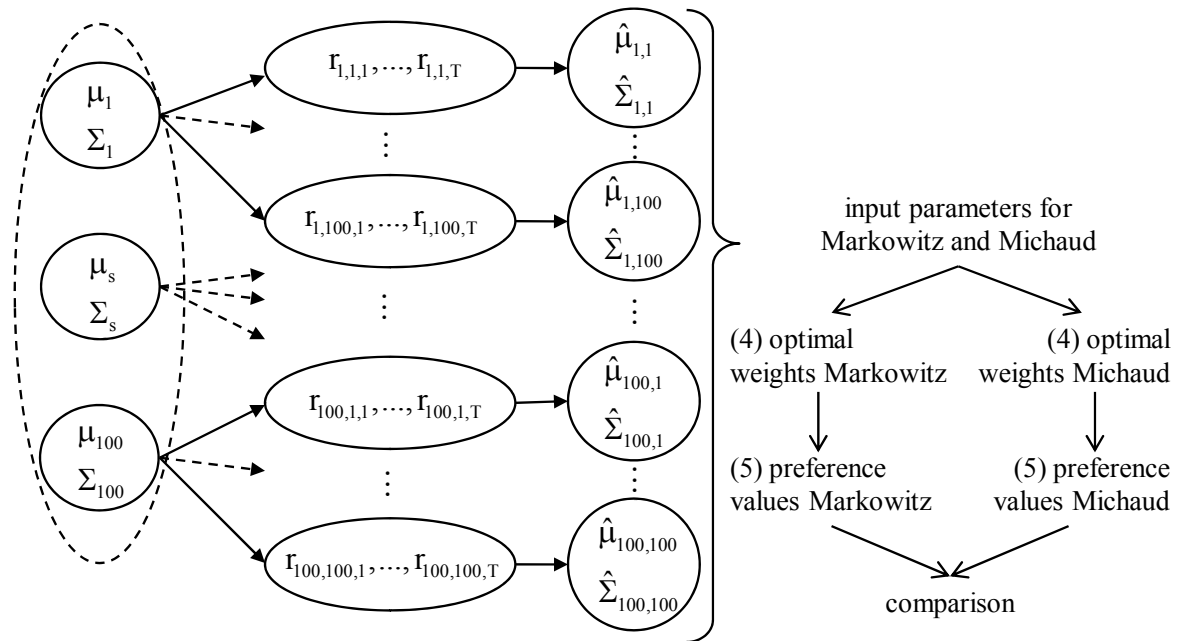 μ₁
Σ₁
μₛ
Σₛ
μ₁₀₀
Σ₁₀₀
r₁,₁,₁,...,r₁,₁,T
⋮
r₁,₁₀₀,₁,...,r₁,₁₀₀,T
⋮
r₁₀₀,₁,₁,...,r₁₀₀,₁,T
⋮
r₁₀₀,₁₀₀,₁,...,r₁₀₀,₁₀₀,T
μ̂₁,₁
Σ̂₁,₁
⋮
μ̂₁,₁₀₀
Σ̂₁,₁₀₀
⋮
μ̂₁₀₀,₁
Σ̂₁₀₀,₁
⋮
μ̂₁₀₀,₁₀₀
Σ̂₁₀₀,₁₀₀
input parameters for
Markowitz and Michaud
(4) optimal
weights Markowitz
(4) optimal
weights Michaud
(5) preference
values Markowitz
(5) preference
values Michaud
comparison